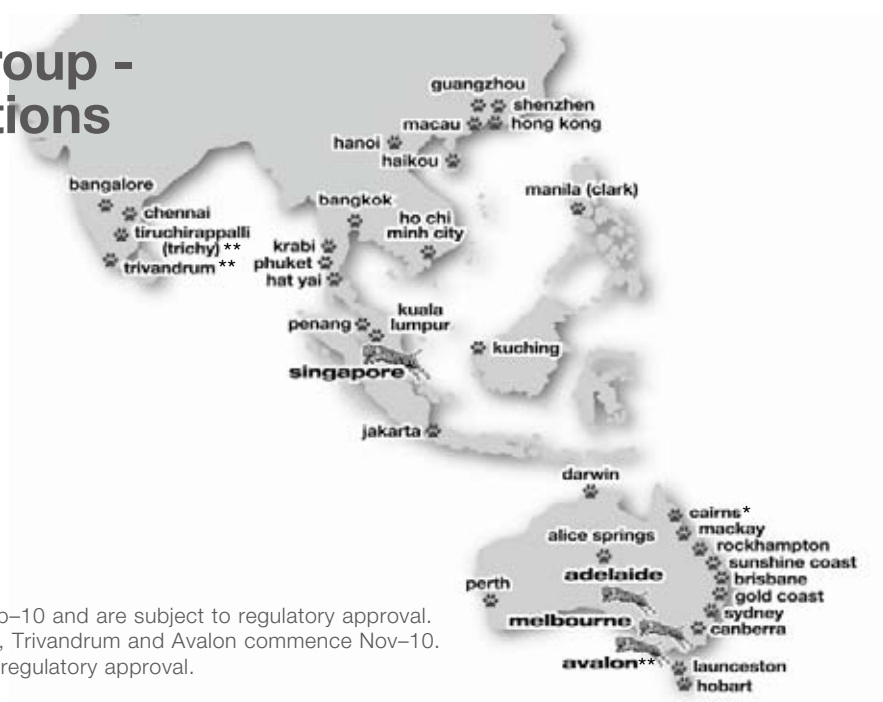 roup -
tions
guangzhou
shenzhen
macau
hong kong
hanoi
haikou
bangalore
chennai
tiruchirappalli
(trichy) **
trivandrum **
bangkok
ho chi
minh city
manila (clark)
krabi
phuket
hat yai
penang
kuala
lumpur
kuching
singapore
jakarta
darwin
cairns*
mackay
alice springs
rockhampton
sunshine coast
adelaide
brisbane
perth
gold coast
sydney
melbourne
canberra
avalon**
launceston
hobart
p–10 and are subject to regulatory approval.
, Trivandrum and Avalon commence Nov–10.
regulatory approval.